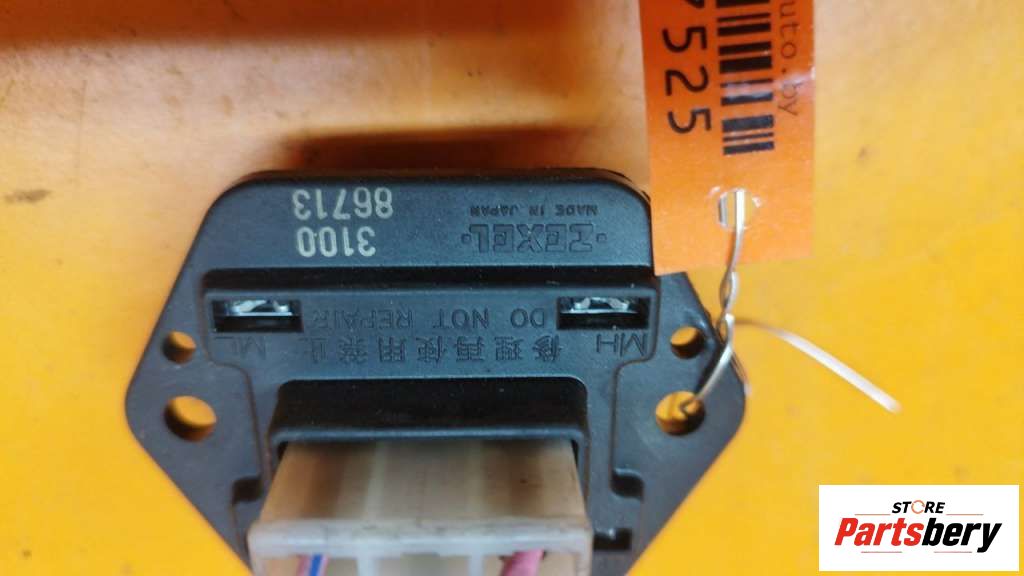 ·ZEXEL·
MADE IN JAPAN
3100
86713
MH ML
DO NOT REPAIR
修理再使用禁止
uto.by
7525
STORE
Partsbery